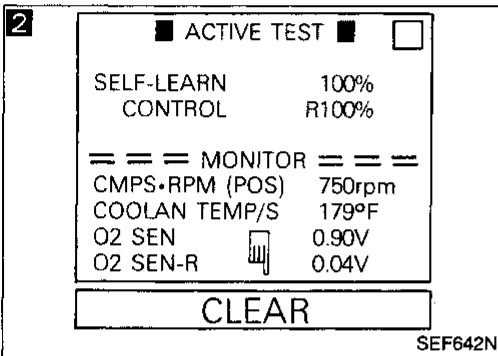 2
ACTIVE TEST
SELF-LEARN 100%
CONTROL R100%
= = = MONITOR = = =
CMPS•RPM (POS) 750rpm
COOLAN TEMP/S 179°F
O2 SEN 0.90V
O2 SEN-R 0.04V
CLEAR
SEF642N